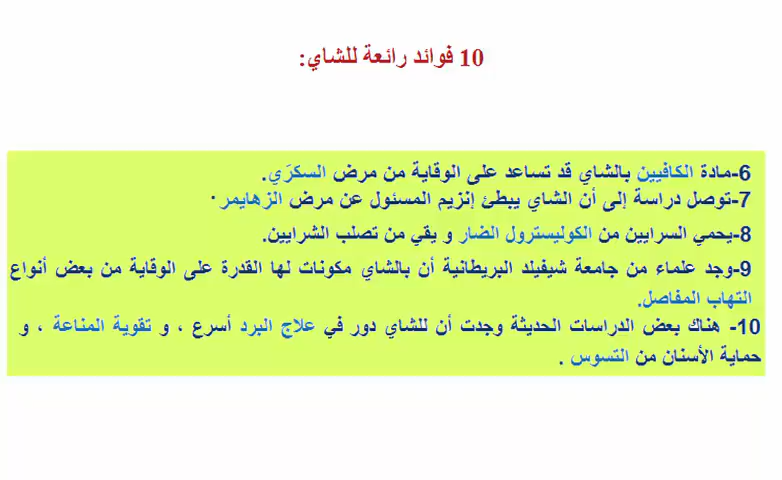 10 فوائد رائعة للشاي:
6-مادة الكافيين بالشاي قد تساعد على الوقاية من مرض السكرَي.
7-توصل دراسة إلى أن الشاي يبطئ إنزيم المسئول عن مرض الزهايمر.
8-يحمي السرايين من الكوليسترول الضار و يقي من تصلب الشرايين.
9-وجد علماء من جامعة شيفيلد البريطانية أن بالشاي مكونات لها القدرة على الوقاية من بعض أنواع
التهاب المفاصل.
10- هناك بعض الدراسات الحديثة وجدت أن للشاي دور في علاج البرد أسرع ، و تقوية المناعة ، و
حماية الأسنان من التسوس .